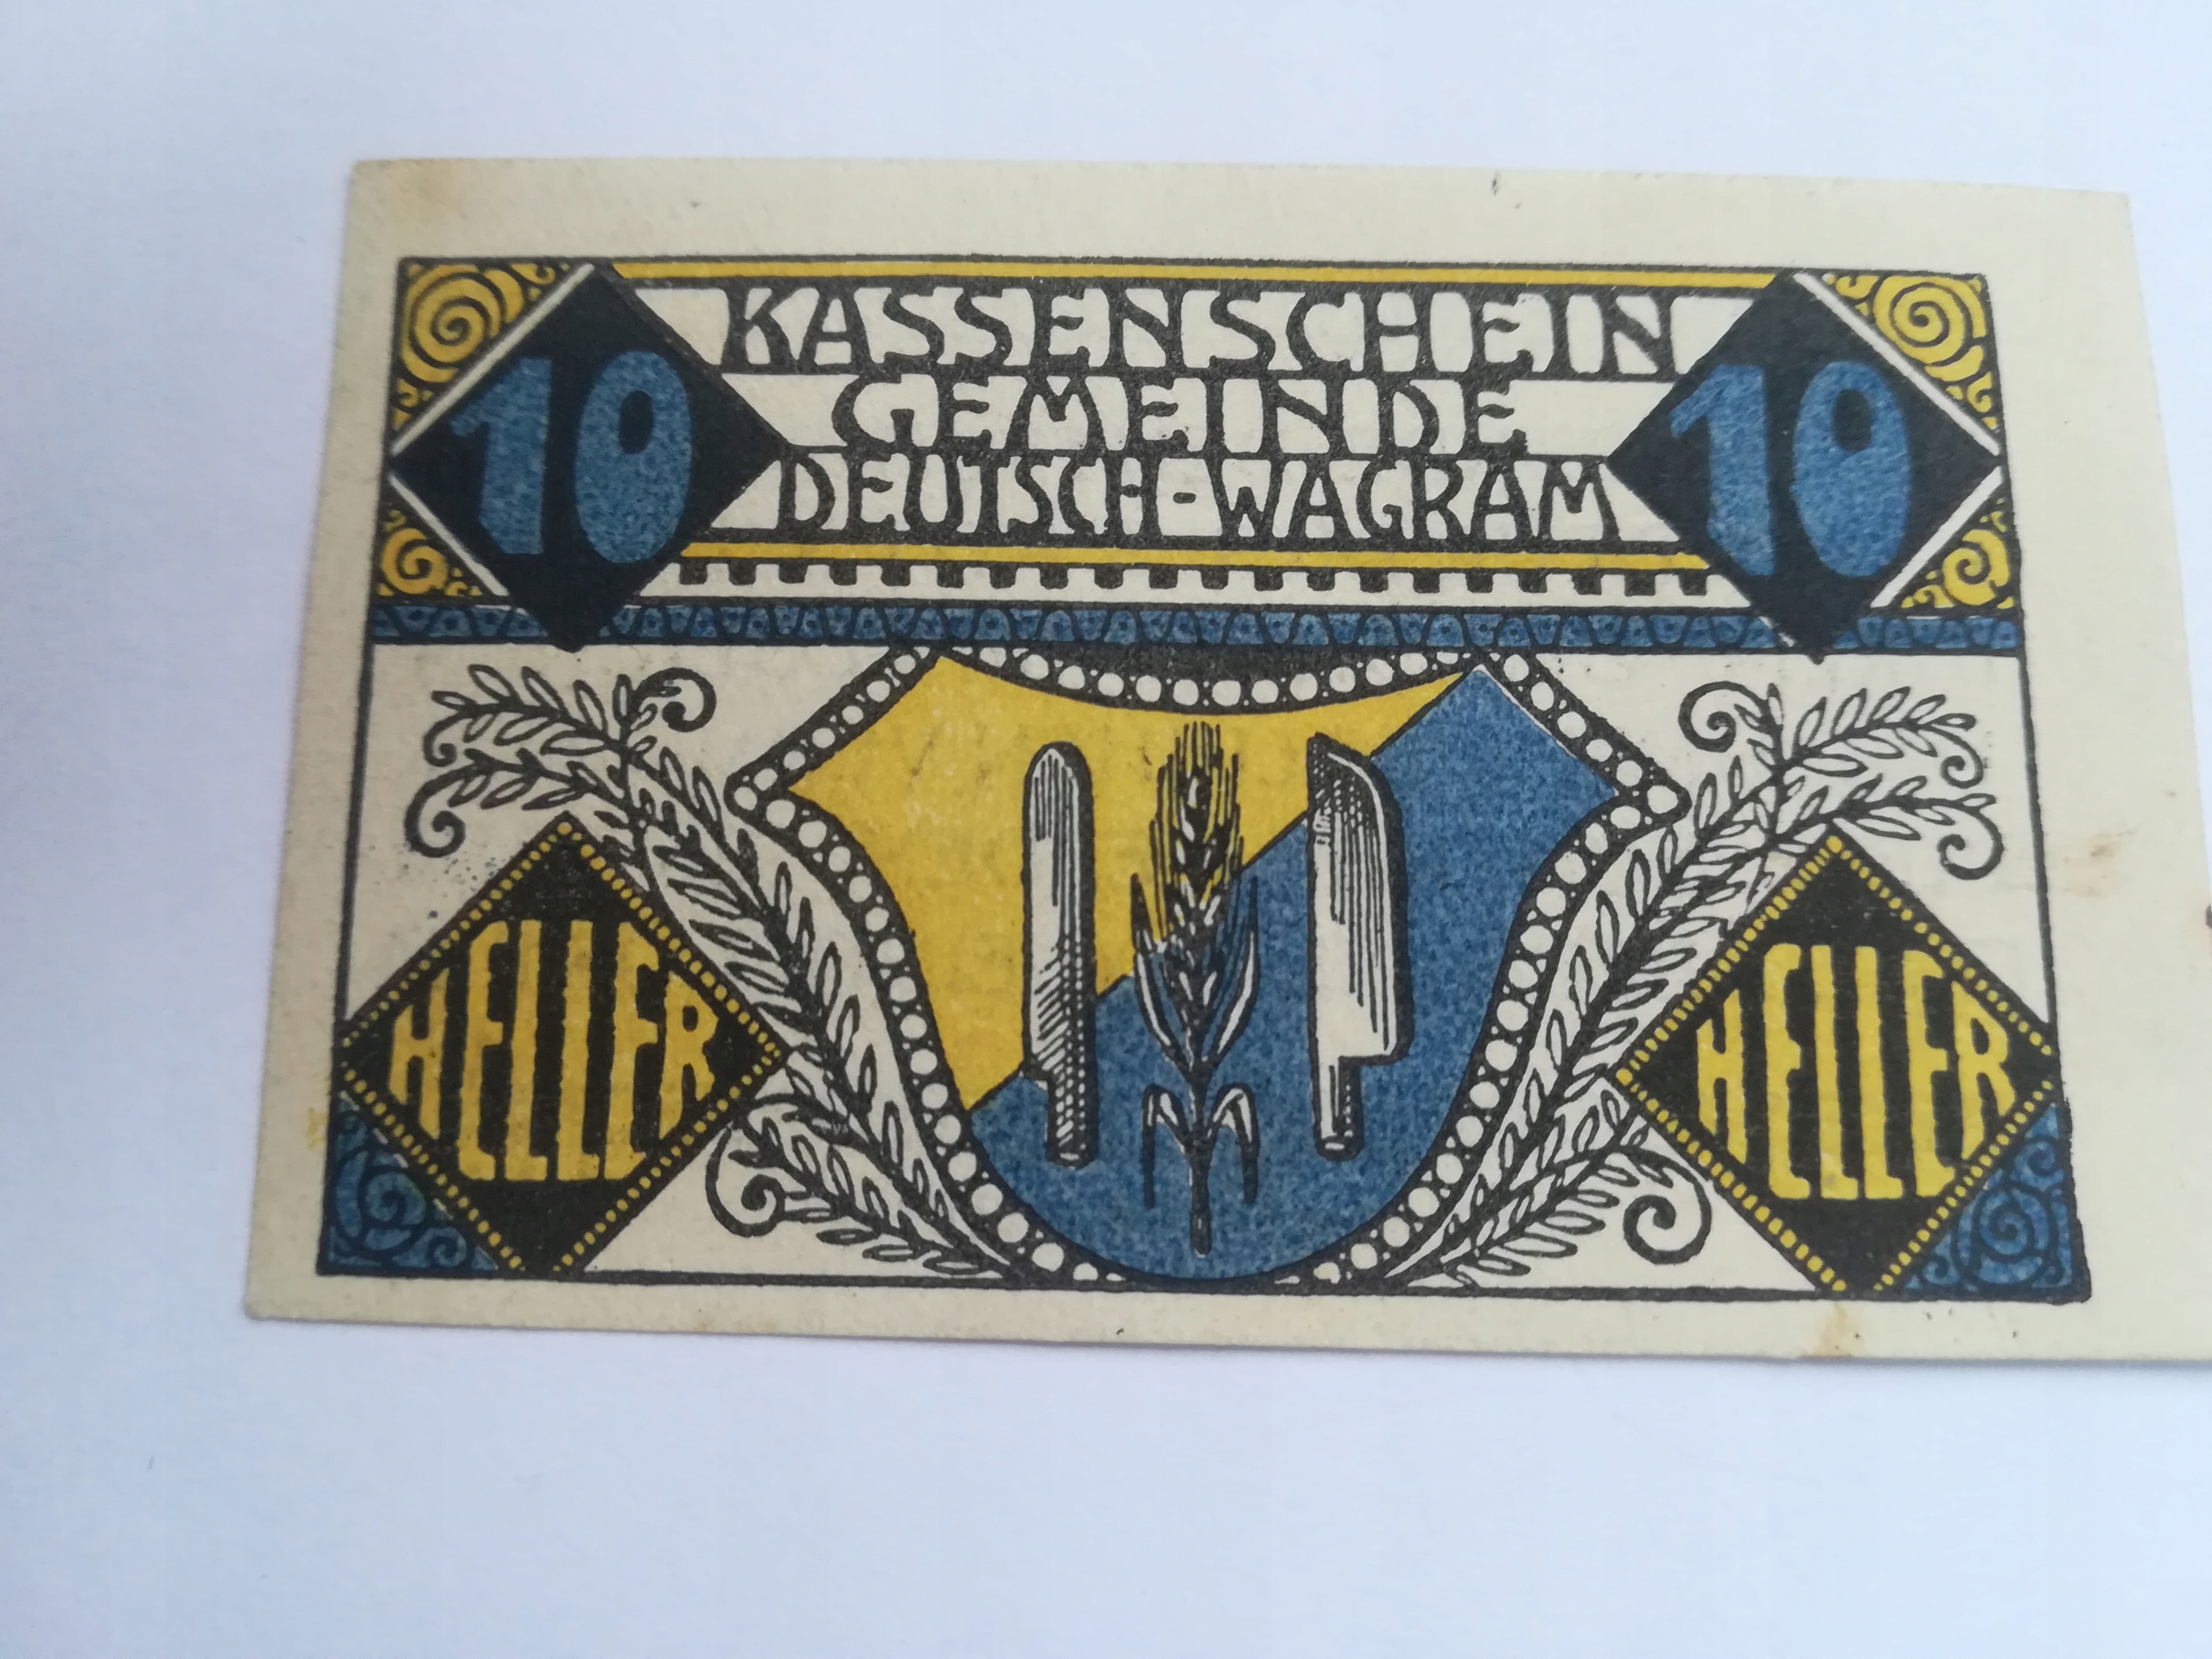 KASSENSCHEIN
10 GEMEINDE 10
DEUTSCH-WAGRAM
HELLER HELLER